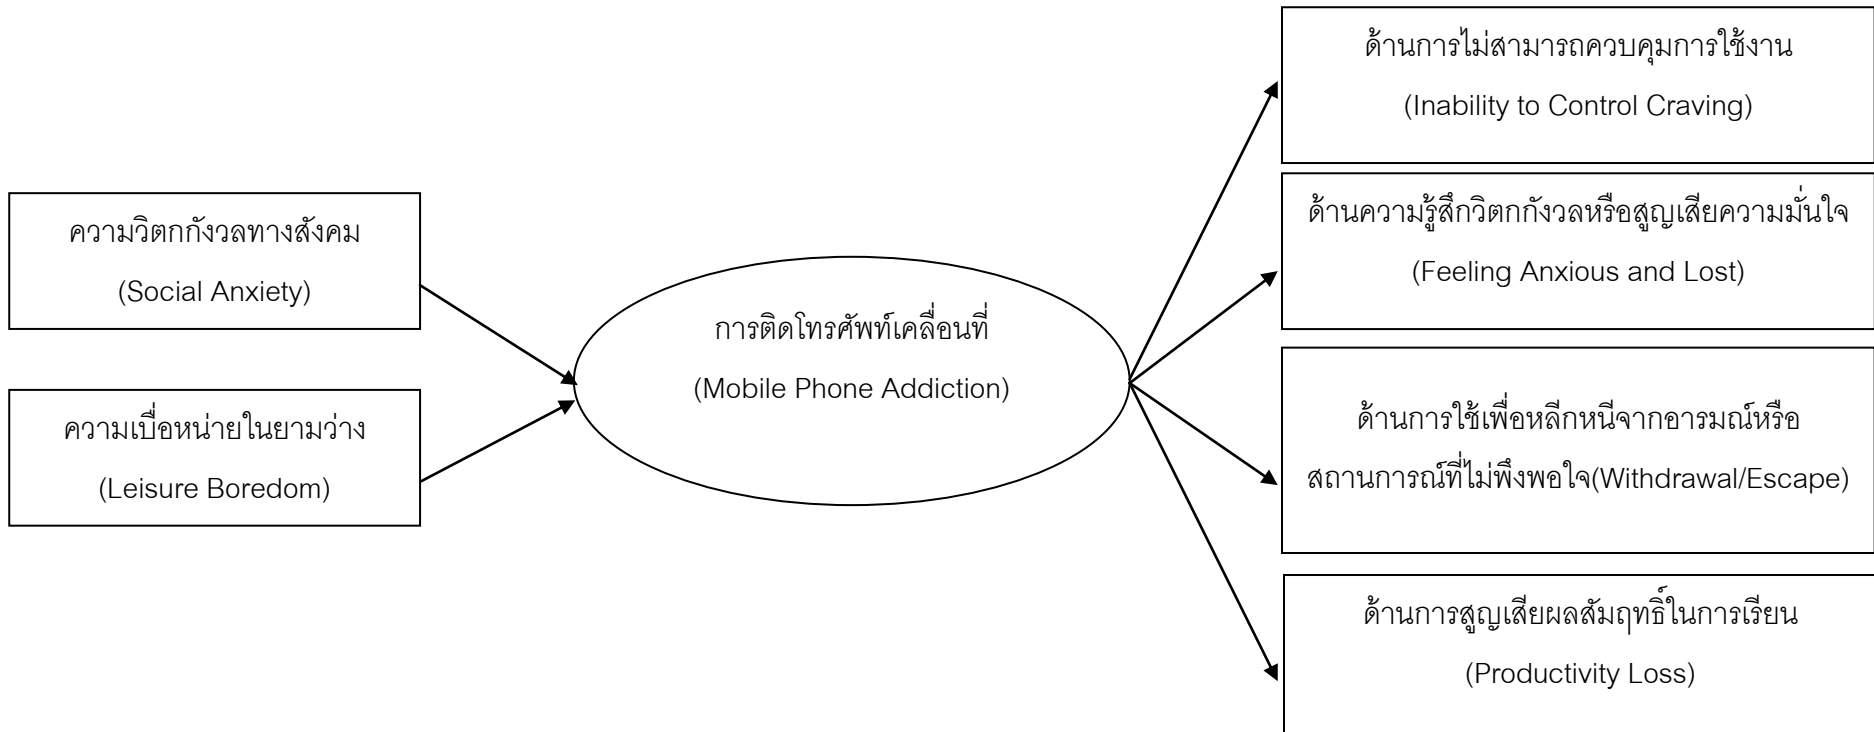 ความวิตกกังวลทางสังคม
(Social Anxiety)
ความเบื่อหน่ายในยามว่าง
(Leisure Boredom)
การติดโทรศัพท์เคลื่อนที่
(Mobile Phone Addiction)
ด้านการไม่สามารถควบคุมการใช้งาน
(Inability to Control Craving)
ด้านความรู้สึกวิตกกังวลหรือสูญเสียความมั่นใจ
(Feeling Anxious and Lost)
ด้านการใช้เพื่อหลีกหนีจากอารมณ์หรือ
สถานการณ์ที่ไม่พึงพอใจ(Withdrawal/Escape)
ด้านการสูญเสียผลสัมฤทธิ์ในการเรียน
(Productivity Loss)